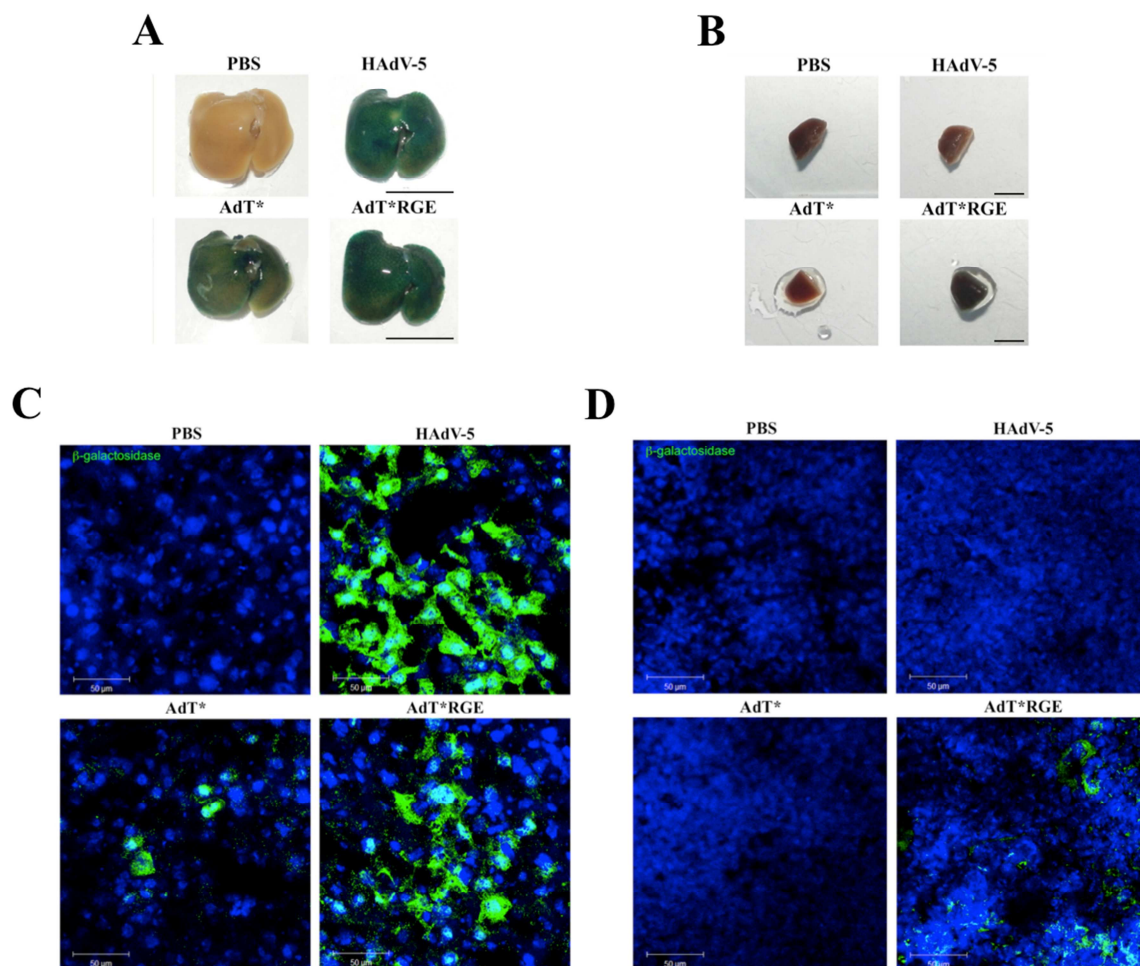 A
PBS
HAdV-5
AdT*
AdT*RGE
B
PBS
HAdV-5
AdT*
AdT*RGE
C
PBS
HAdV-5
β-galactosidase
50 µm
50 µm
AdT*
AdT*RGE
50 µm
50 µm
D
PBS
HAdV-5
β-galactosidase
50 µm
50 µm
AdT*
AdT*RGE
50 µm
50 µm